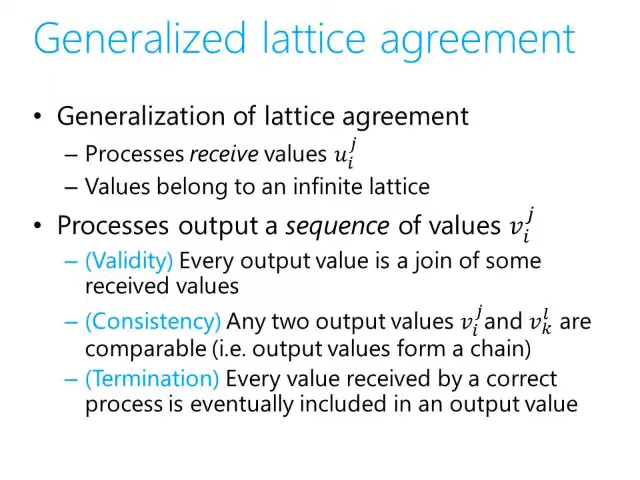 Generalized lattice agreement
• Generalization of lattice agreement
– Processes receive values $u_i^j$
– Values belong to an infinite lattice
• Processes output a sequence of values $v_i^j$
– (Validity) Every output value is a join of some
received values
– (Consistency) Any two output values $v_i^j$ and $v_k^l$ are
comparable (i.e. output values form a chain)
– (Termination) Every value received by a correct
process is eventually included in an output value